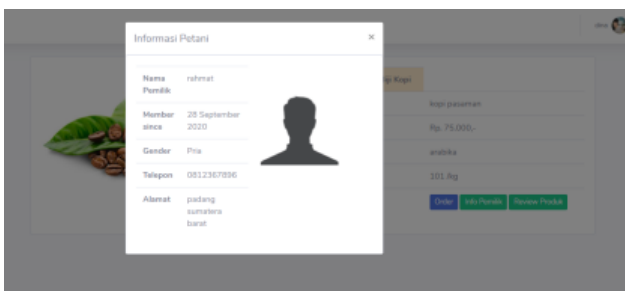 Informasi Petani ×
Nama
Pemilik
rahmat
Member
since
28 September
2020
Gender Pria
Telepon 0812367896
Alamat
padang
sumatera
barat
Kopi
kopi pasaman
Rp. 75.000,-
arabika
101 /kg
Order Info Pemilik Review Produk